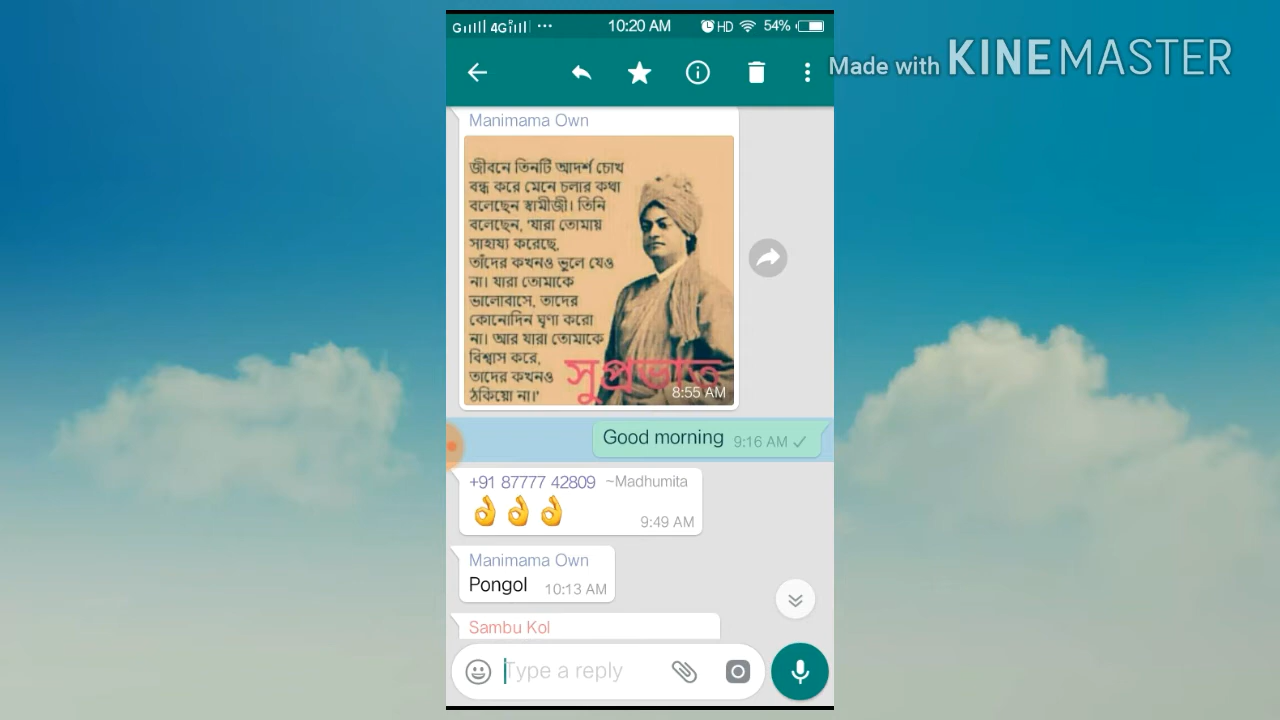 G 4G 10:20 AM HD 54%
Made with KINEMASTER
Manimama Own
জীবনে তিনটি আদর্শ চোখ
বন্ধ করে মেনে চলার কথা
বলেছেন স্বামীজী। তিনি
বলেছেন, 'যারা তোমায়
সাহায্য করেছে,
তাঁদের কখনও ভুলে যেও
না। যারা তোমাকে
ভালোবাসে, তাদের
কোনোদিন ঘৃণা করো
না। আর যারা তোমাকে
বিশ্বাস করে,
তাদের কখনও
ঠকিয়ো না।'
সুপ্রভাত
8:55 AM
Good morning 9:16 AM
+91 87777 42809 ~Madhumita
9:49 AM
Manimama Own
Pongol 10:13 AM
Sambu Kol
Type a reply